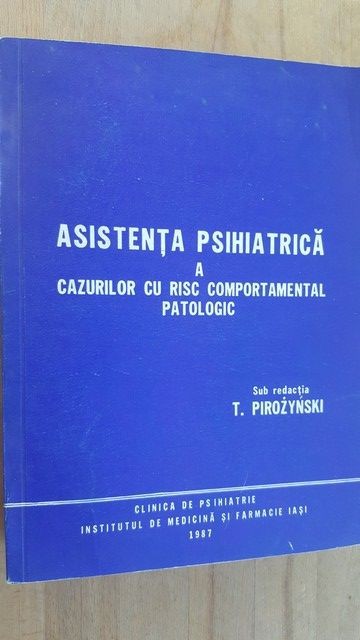 ASISTENȚA PSIHIATRICĂ
A
CAZURILOR CU RISC COMPORTAMENTAL
PATOLOGIC
Sub redacția
T. PIROŻYŃSKI
CLINICA DE PSIHIATRIE
INSTITUTUL DE MEDICINĂ ȘI FARMACIE IAȘI
1987